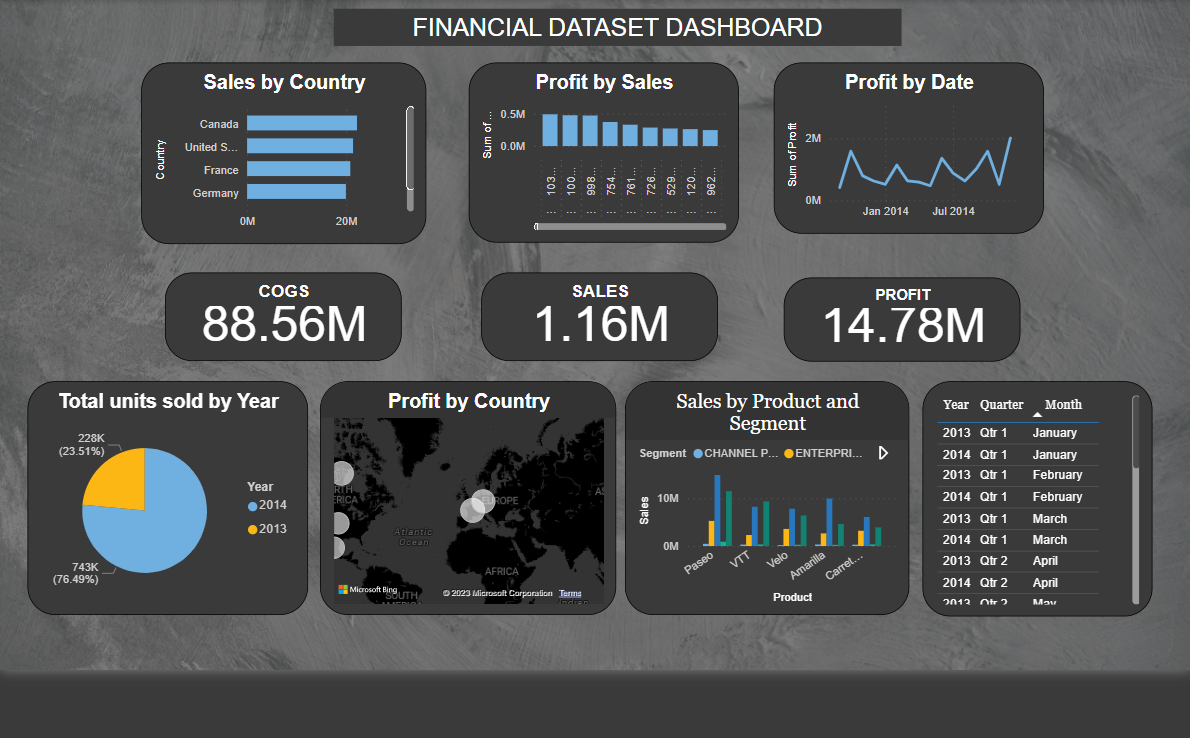 FINANCIAL DATASET DASHBOARD
Sales by Country
Country
Canada
United S...
France
Germany
0M 20M
Profit by Sales
Sum of ...
0.5M
0.0M
103... 100... 998... 754... 761... 726... 529... 120... 962...
... ... ... ... ... ... ... ... ...
Profit by Date
Sum of Profit
2M
0M
Jan 2014 Jul 2014
COGS
88.56M
SALES
1.16M
PROFIT
14.78M
Total units sold by Year
228K
(23.51%)
743K
(76.49%)
Year
2014
2013
Profit by Country
EUROPE
Atlantic
Ocean
AFRICA
Microsoft Bing
© 2023 Microsoft Corporation Terms
SOUTH
Sales by Product and
Segment
Segment CHANNEL P... ENTERPRI...
Sales
10M
0M
Paseo VTT Velo Amarilla Carret...
Product
Year Quarter Month
2013 Qtr 1 January
2014 Qtr 1 January
2013 Qtr 1 February
2014 Qtr 1 February
2013 Qtr 1 March
2014 Qtr 1 March
2013 Qtr 2 April
2014 Qtr 2 April
2013 Qtr 2 May